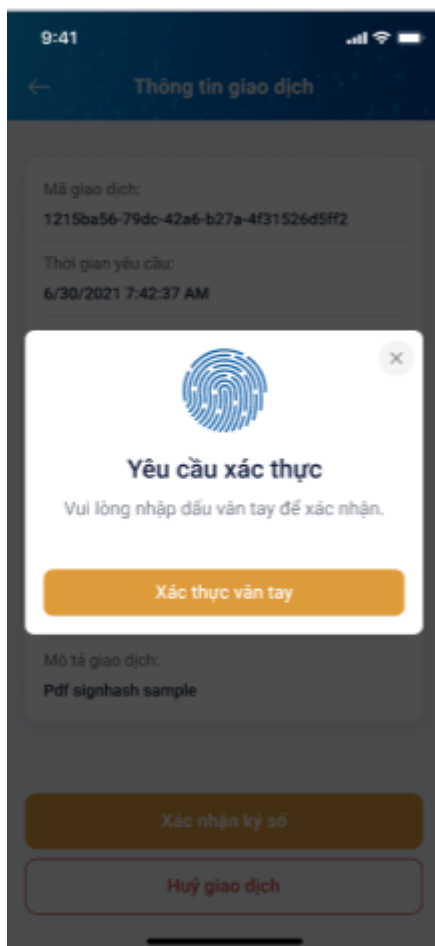 9:41
Thông tin giao dịch
Mã giao dịch:
1215ba56-79dc-42a6-b27a-4f31526d5ff2
Thời gian yêu cầu:
6/30/2021 7:42:37 AM
Yêu cầu xác thực
Vui lòng nhập dấu vân tay để xác nhận.
Xác thực vân tay
Mô tả giao dịch:
Pdf signhash sample
Xác nhận ký số
Huỷ giao dịch